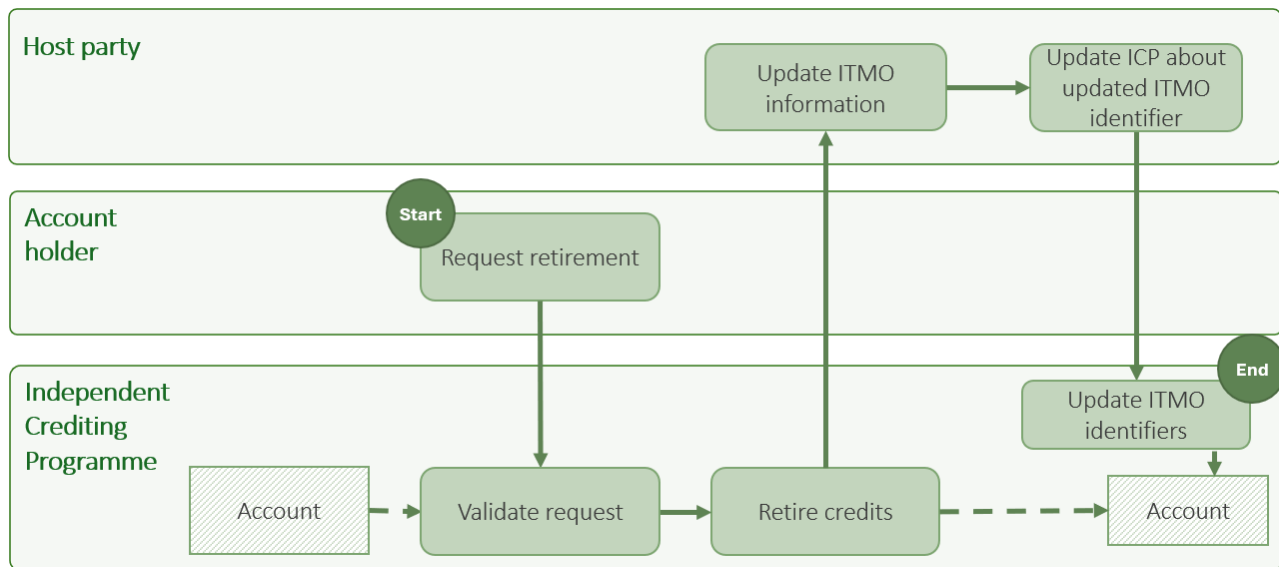 Host party
Update ITMO
information
Update ICP about
updated ITMO
identifier
Account
holder
Start
Request retirement
Independent
Crediting
Programme
End
Update ITMO
identifiers
Account
Validate request
Retire credits
Account